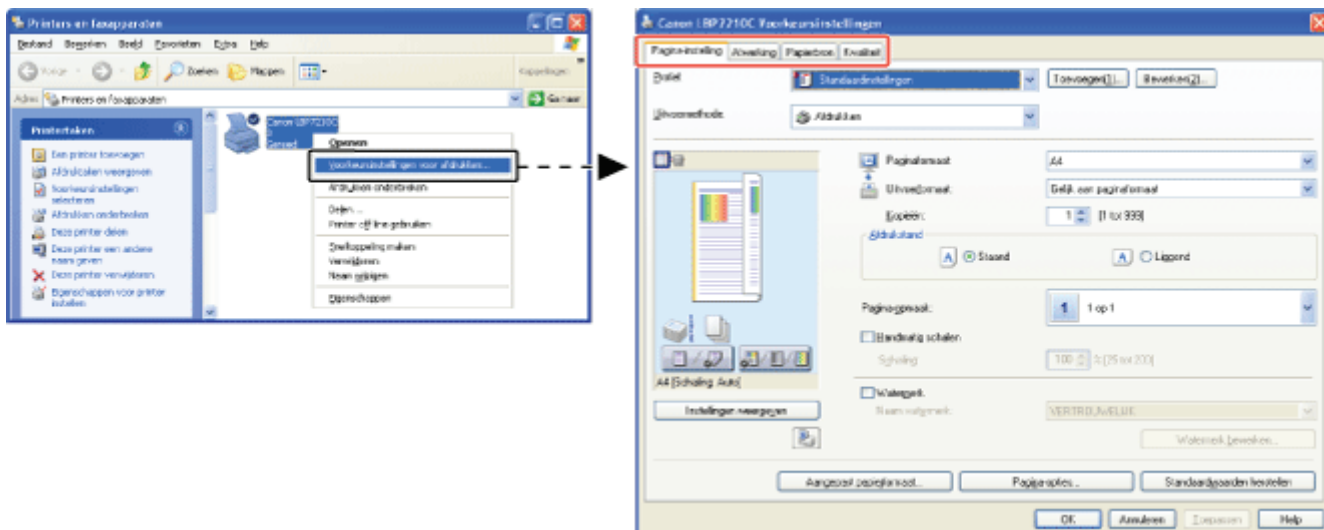 Printers en faxapparaten
Bestand Bewerken Beeld Favorieten Extra Help
Vorige Zoeken Mappen Koppelingen
Adres Printers en faxapparaten Ga naar
Printertaken
Een printer toevoegen
Afdruktaken weergeven
Voorkeursinstellingen
selecteren
Afdrukken onderbreken
Deze printer delen
Deze printer een andere
naam geven
Deze printer verwijderen
Eigenschappen voor printer
instellen
Canon LBP7210C
0
Gereed
Openen
Voorkeursinstellingen voor afdrukken...
Afdrukken onderbreken
Delen...
Printer off line gebruiken
Snelkoppeling maken
Verwijderen
Naam wijzigen
Eigenschappen
Canon LBP7210C Voorkeursinstellingen
Pagina-instelling Afwerking Papierbron Kwaliteit
Profiel: Standaardinstellingen Toevoegen(1)... Bewerken(2)...
Uitvoermethode: Afdrukken
Paginaformaat: A4
Uitvoerformaat: Gelijk aan paginaformaat
Kopieën: 1 [1 tot 999]
Afdrukstand
A Staand A Liggend
Pagina-opmaak: 1 1 op 1
Handmatig schalen
Schaling: 100 % [25 tot 200]
A4 [Schaling: Auto]
Watermerk:
Instellingen weergeven Naam watermerk: VERTROUWELIJK
Watermerk bewerken...
Aangepast papierformaat... Pagina-opties... Standaardwaarden herstellen
OK Annuleren Toepassen Help